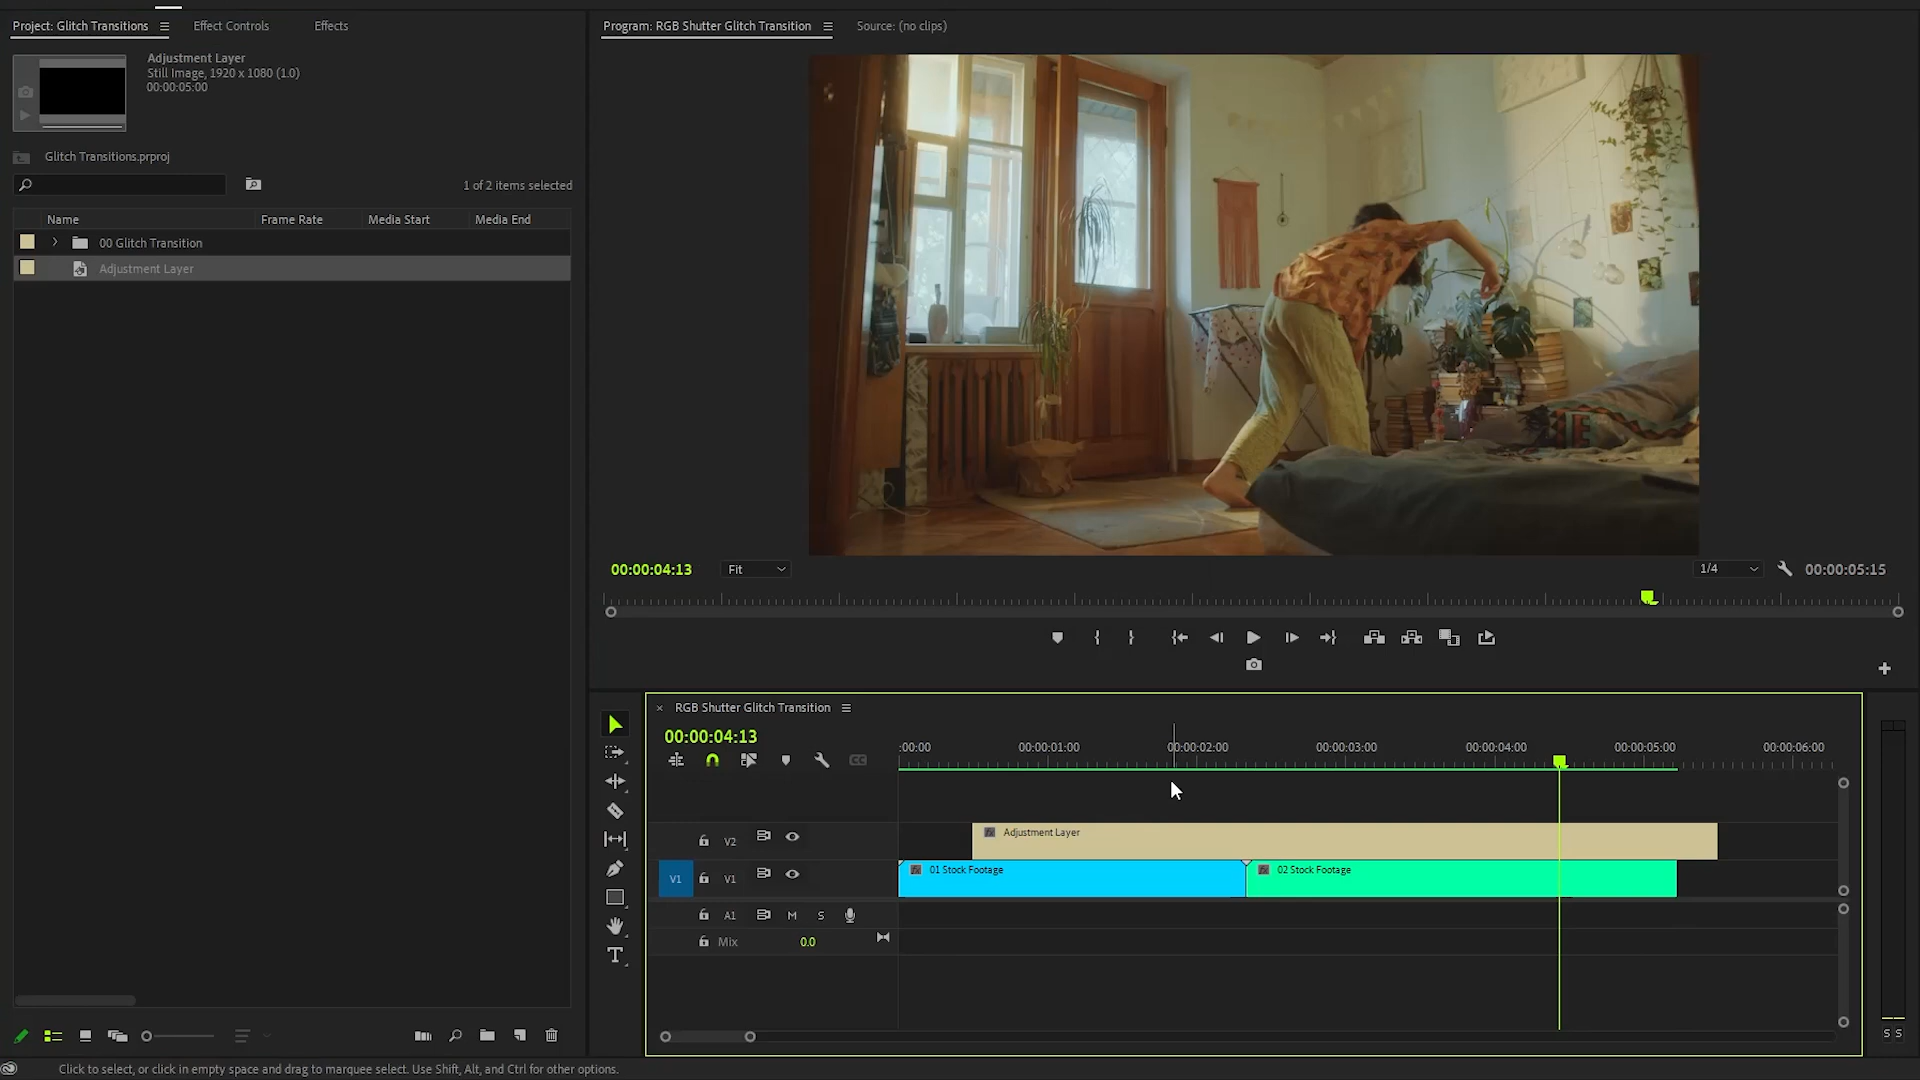 Project: Glitch Transitions
Effect Controls
Effects
Adjustment Layer
Still Image, 1920 x 1080 (1.0)
00:00:05:00
Glitch Transitions.prproj
1 of 2 items selected
Name
Frame Rate
Media Start
Media End
00 Glitch Transition
Adjustment Layer
Program: RGB Shutter Glitch Transition
Source: (no clips)
00:00:04:13
Fit
1/4
00:00:05:15
RGB Shutter Glitch Transition
00:00:04:13
:00:00
00:00:01:00
00:00:02:00
00:00:03:00
00:00:04:00
00:00:05:00
00:00:06:00
V2
Adjustment Layer
V1
V1
01 Stock Footage
02 Stock Footage
A1
M
S
Mix
0.0
S S
Click to select, or click in empty space and drag to marquee select. Use Shift, Alt, and Ctrl for other options.